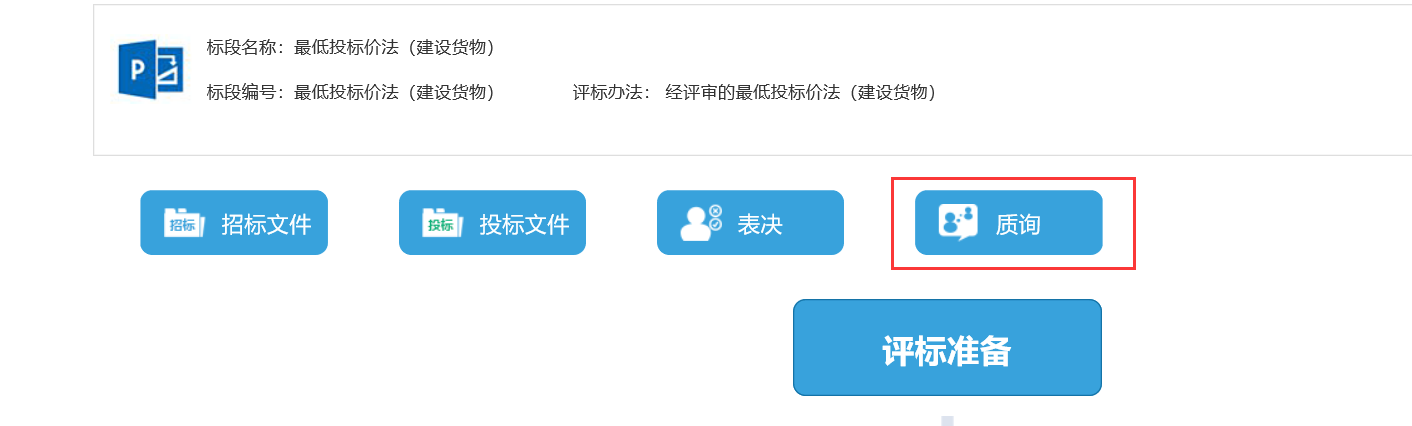 标段名称：最低投标价法（建设货物）
P
标段编号：最低投标价法（建设货物） 评标办法： 经评审的最低投标价法（建设货物）
招标 招标文件 投标 投标文件 表决 质询
评标准备